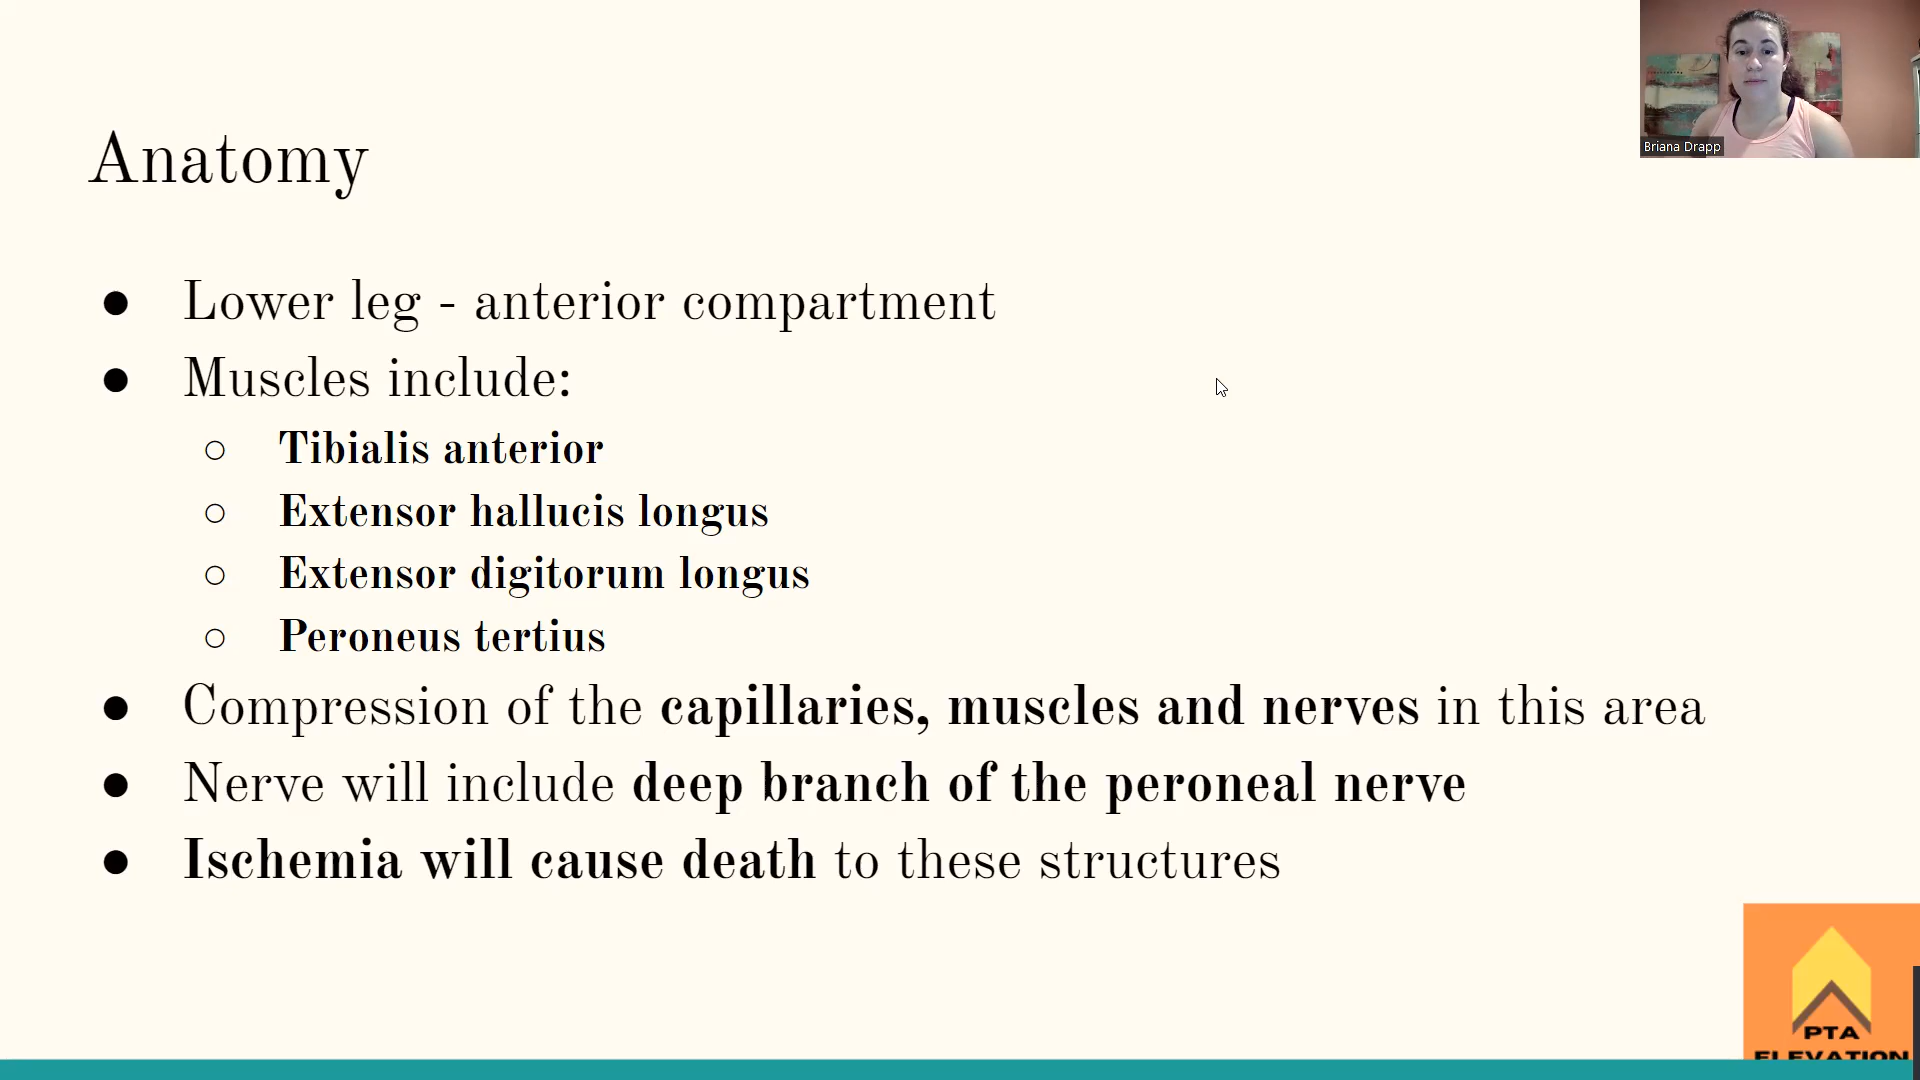 Briana Drapp
Anatomy
● Lower leg - anterior compartment
● Muscles include:
○ Tibialis anterior
○ Extensor hallucis longus
○ Extensor digitorum longus
○ Peroneus tertius
● Compression of the capillaries, muscles and nerves in this area
● Nerve will include deep branch of the peroneal nerve
● Ischemia will cause death to these structures
PTA
ELEVATION